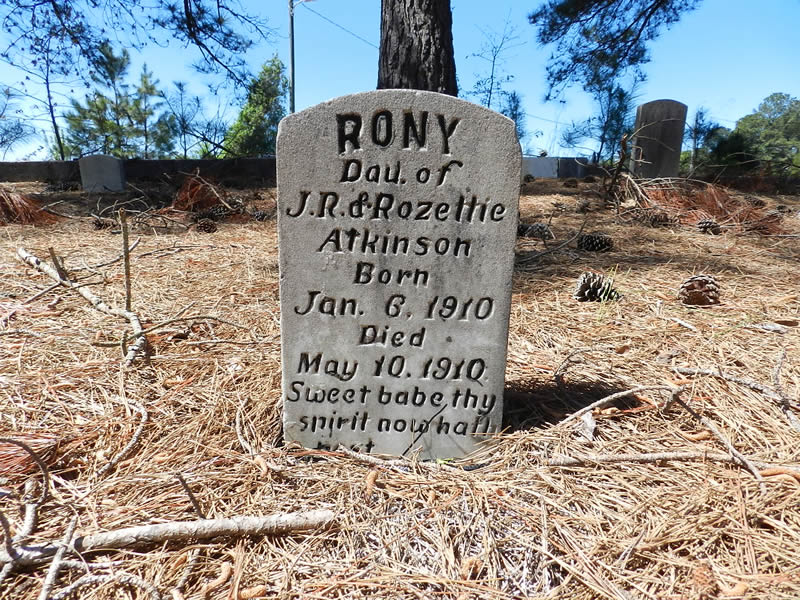 RONY
Dau. of
J.R.&Rozettie
Atkinson
Born
Jan. 6. 1910
Died
May 10. 1910.
Sweet babe thy
spirit now hath
rest